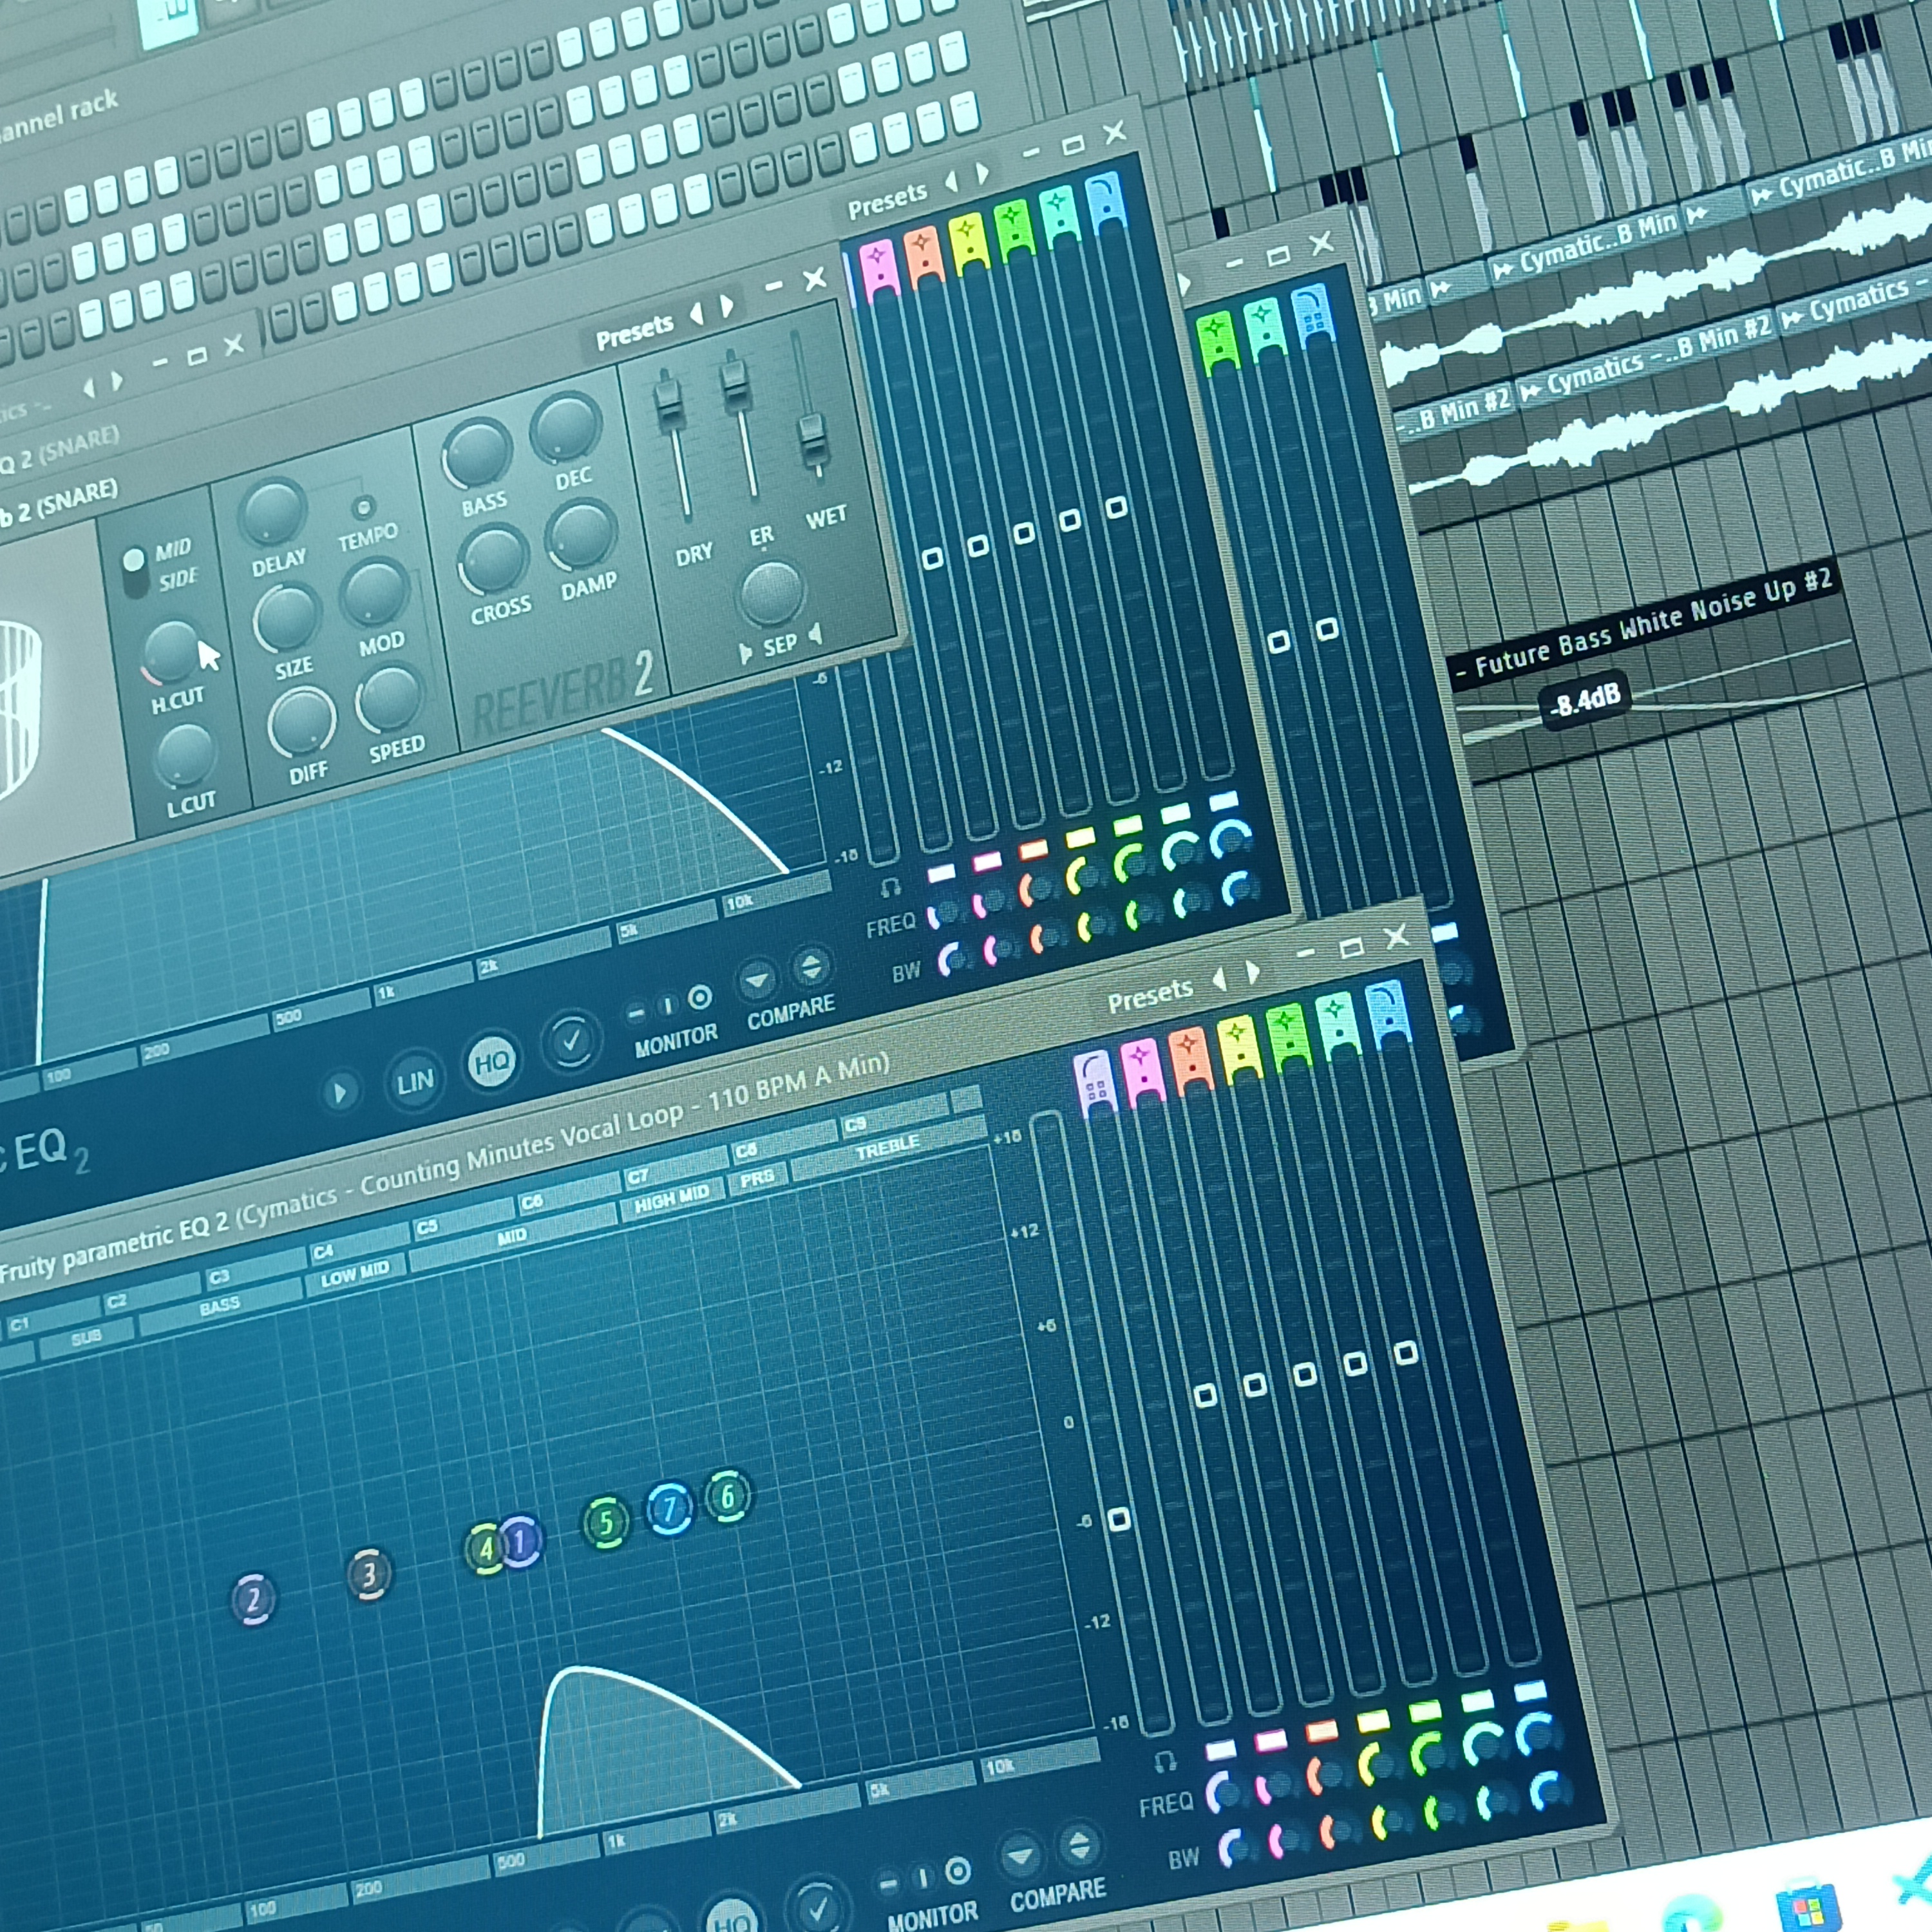 annel rack
Presets
Cymatic..B Min
Cymatic..B Min
B Min
Cymatics –
Cymatics –..B Min #2
..B Min #2
Presets
Q 2 (SNARE)
b 2 (SNARE)
MID
SIDE
DELAY
TEMPO
BASS
DEC
DRY
ER
WET
H.CUT
SIZE
MOD
CROSS
DAMP
SEP
L.CUT
DIFF
SPEED
REEVERB 2
– Future Bass White Noise Up #2
-8.4dB
-6
-12
-18
100
200
500
1k
2k
5k
10k
FREQ
BW
LIN
HQ
MONITOR
COMPARE
EQ 2
Presets
Fruity parametric EQ 2 (Cymatics - Counting Minutes Vocal Loop - 110 BPM A Min)
C1
C2
C3
C4
C5
C6
C7
C8
C9
SUB
BASS
LOW MID
MID
HIGH MID
PRS
TREBLE
+18
+12
+6
0
-6
-12
-18
2
3
4
1
5
7
6
50
100
200
500
1k
2k
5k
10k
FREQ
BW
HQ
MONITOR
COMPARE